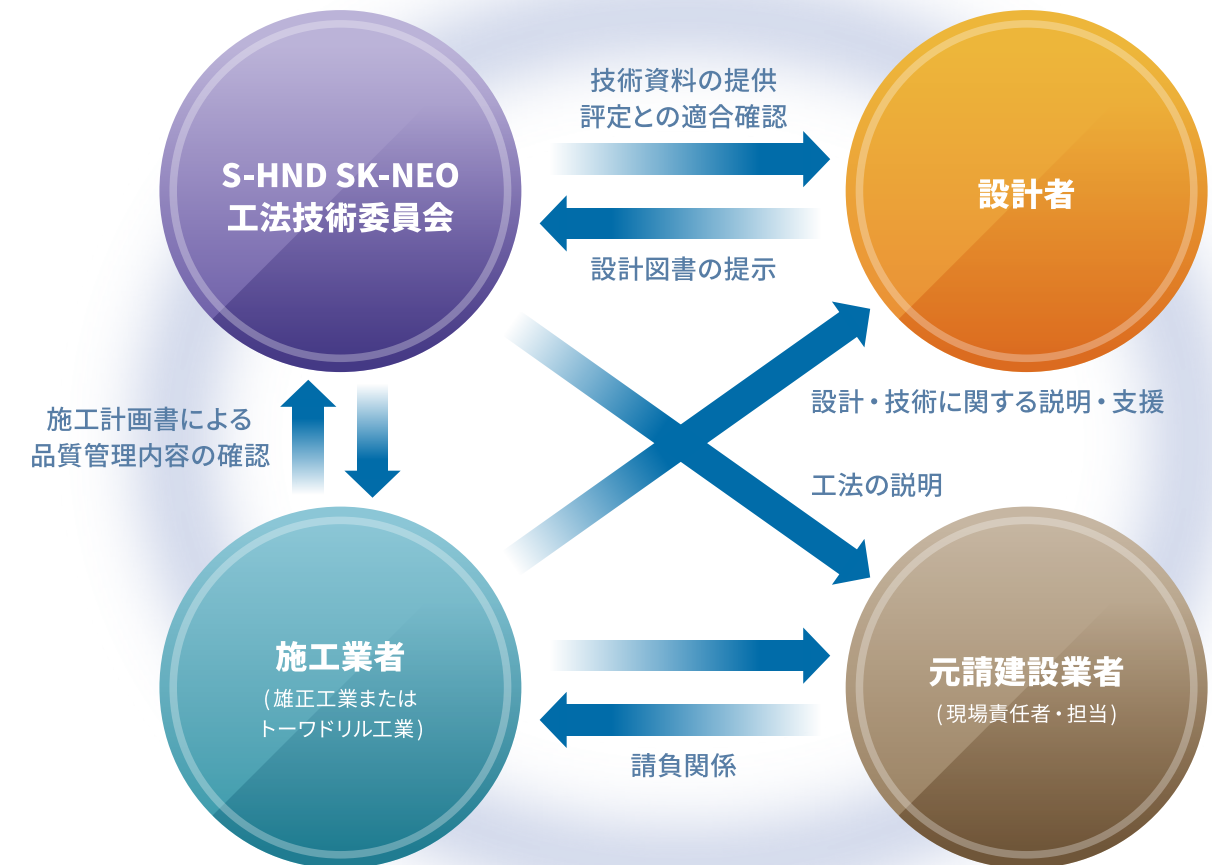 技術資料の提供
評定との適合確認
S-HND SK-NEO
工法技術委員会
設計者
設計図書の提示
設計・技術に関する説明・支援
施工計画書による
品質管理内容の確認
工法の説明
施工業者
(雄正工業または
トーワドリル工業)
元請建設業者
(現場責任者・担当)
請負関係